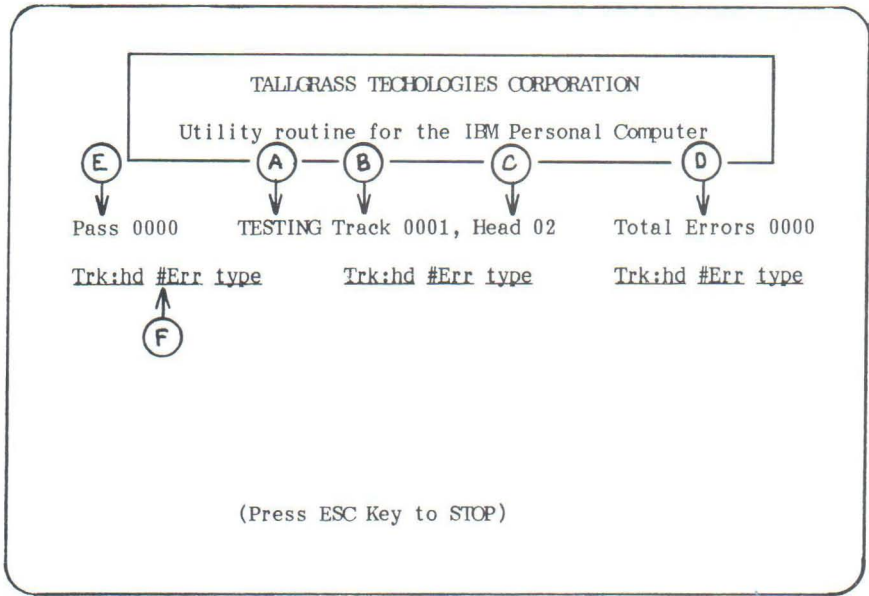 TALLGRASS TECHOLOGIES CORPORATION
Utility routine for the IBM Personal Computer
E A B C D
Pass 0000 TESTING Track 0001, Head 02 Total Errors 0000
Trk:hd #Err type Trk:hd #Err type Trk:hd #Err type
F
(Press ESC Key to STOP)